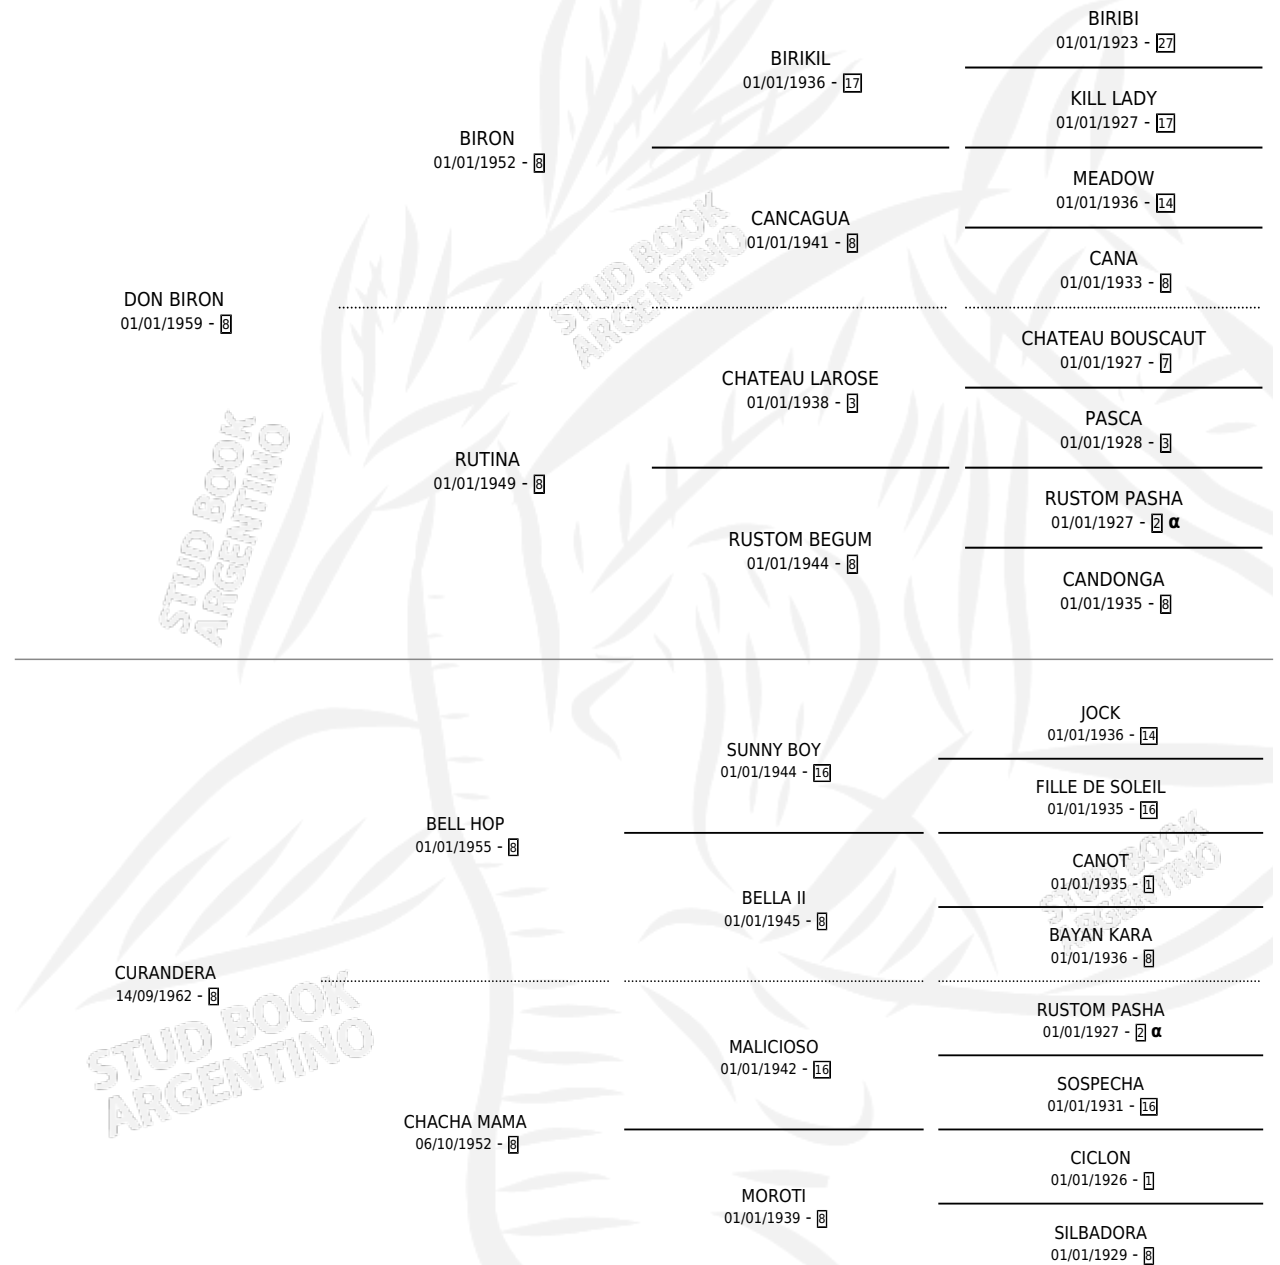 BIRIBI
01/01/1923 - 27
BIRIKIL
01/01/1936 - 17
KILL LADY
01/01/1927 - 17
BIRON
01/01/1952 - 8
MEADOW
01/01/1936 - 14
CANCAGUA
01/01/1941 - 8
CANA
01/01/1933 - 8
DON BIRON
01/01/1959 - 8
CHATEAU BOUSCAUT
01/01/1927 - 7
CHATEAU LAROSE
01/01/1938 - 3
PASCA
01/01/1928 - 3
RUTINA
01/01/1949 - 8
RUSTOM PASHA
01/01/1927 - 2 α
RUSTOM BEGUM
01/01/1944 - 8
CANDONGA
01/01/1935 - 8
JOCK
01/01/1936 - 14
SUNNY BOY
01/01/1944 - 16
FILLE DE SOLEIL
01/01/1935 - 16
BELL HOP
01/01/1955 - 8
CANOT
01/01/1935 - 1
BELLA II
01/01/1945 - 8
BAYAN KARA
01/01/1936 - 8
CURANDERA
14/09/1962 - 8
RUSTOM PASHA
01/01/1927 - 2 α
MALICIOSO
01/01/1942 - 16
SOSPECHA
01/01/1931 - 16
CHACHA MAMA
06/10/1952 - 8
CICLON
01/01/1926 - 1
MOROTI
01/01/1939 - 8
SILBADORA
01/01/1929 - 8
STUD BOOK
ARGENTINO
STUD BOOK
ARGENTINO
STUD BOOK
ARGENTINO
STUD BOOK
ARGENTINO